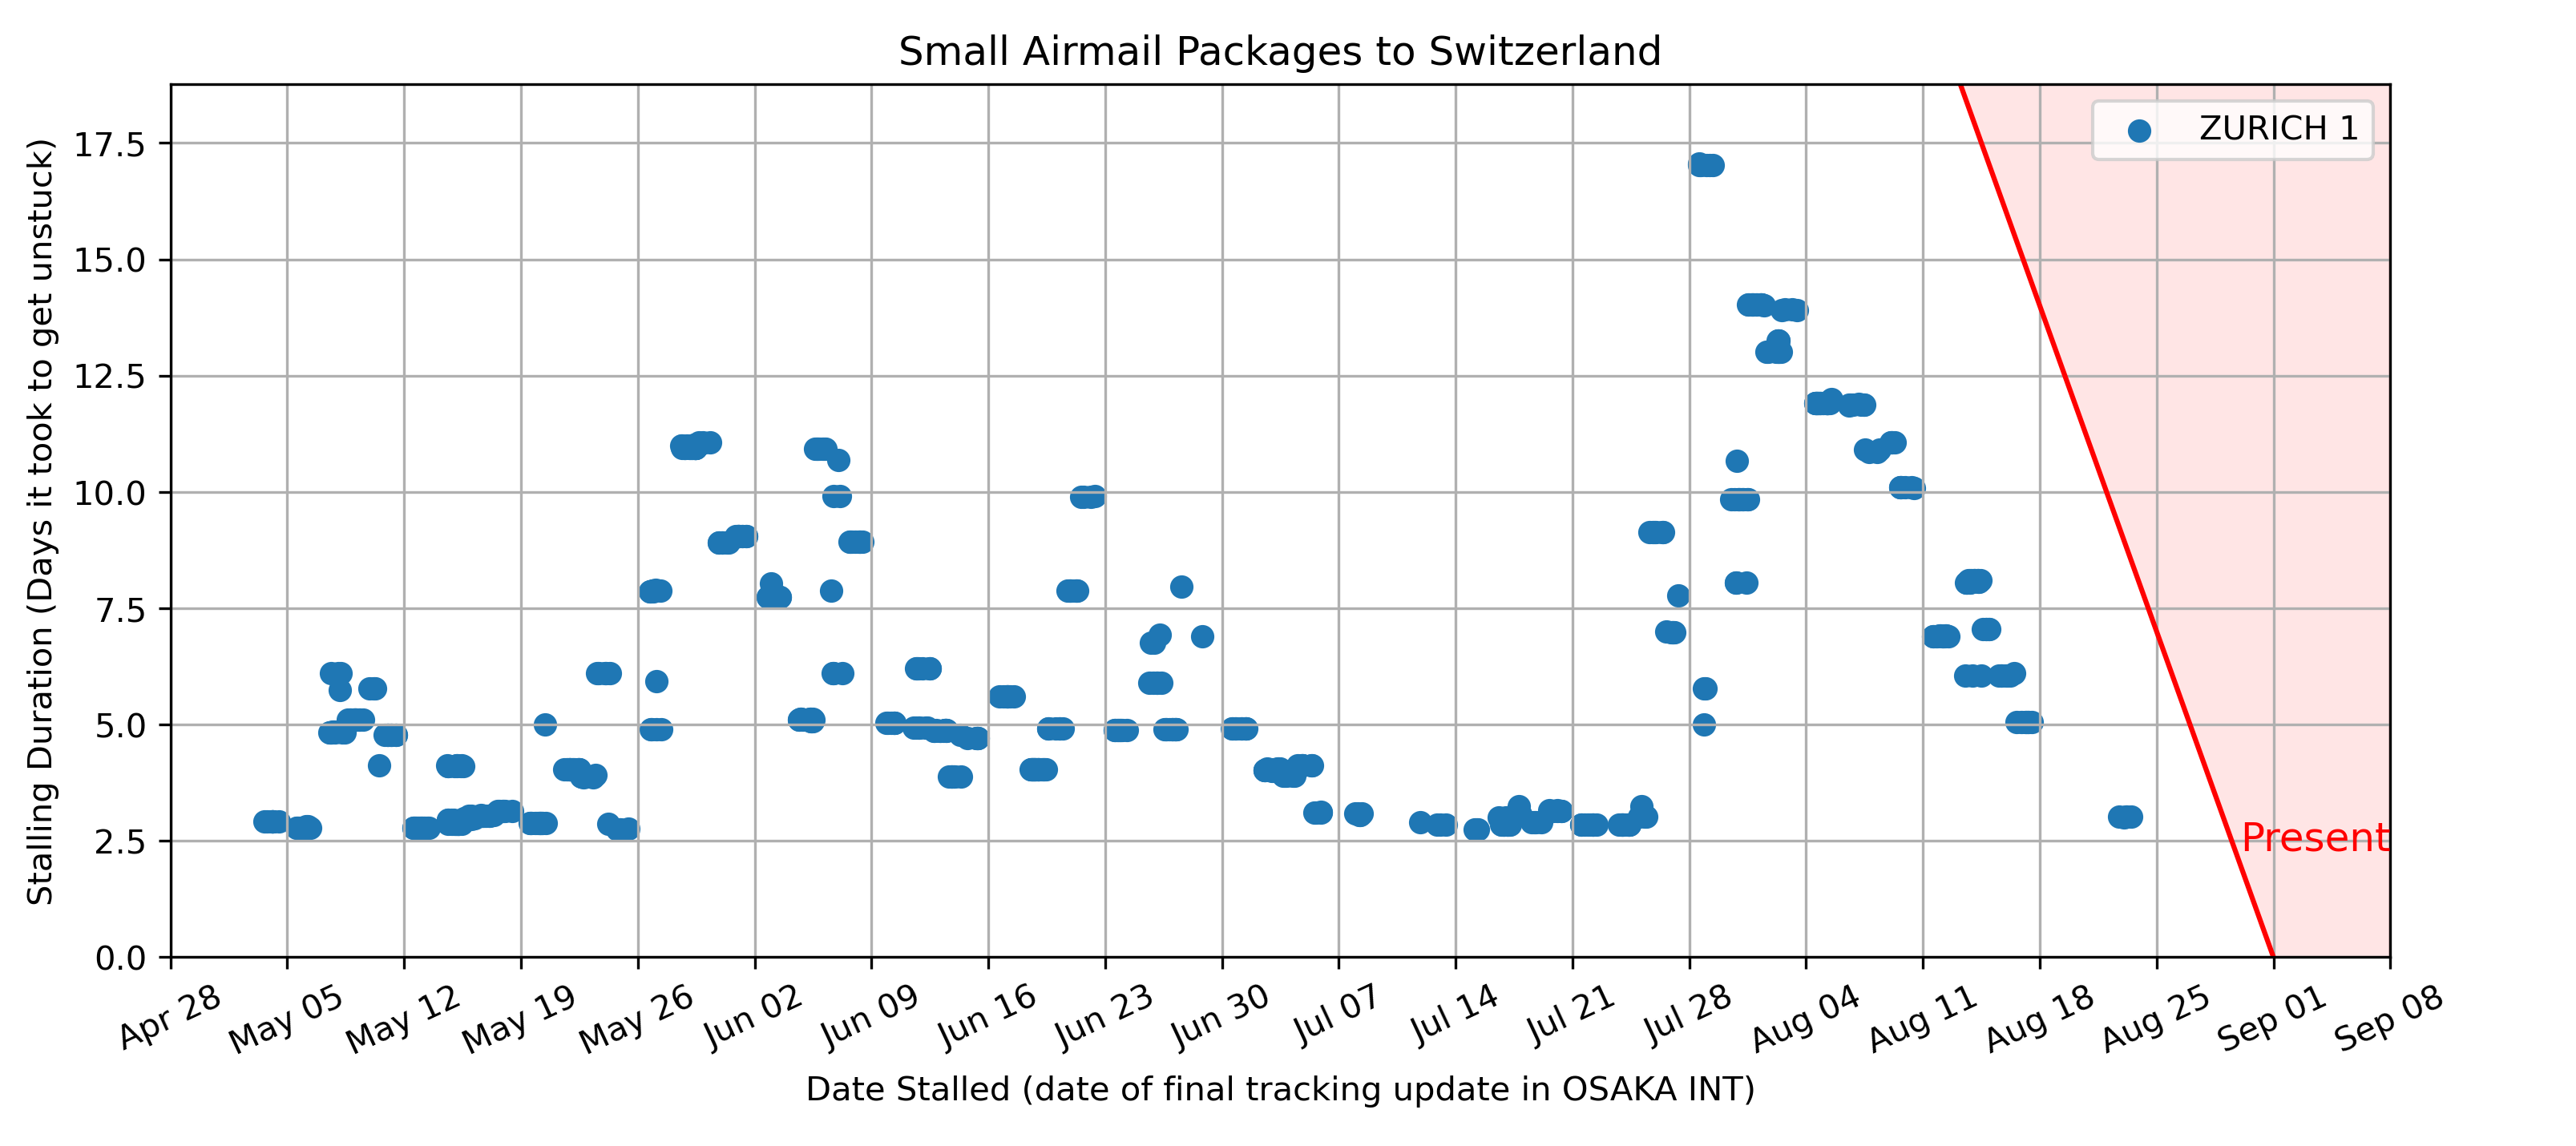 Small Airmail Packages to Switzerland
ZURICH 1
Stalling Duration (Days it took to get unstuck)
17.5
15.0
12.5
10.0
7.5
5.0
2.5
0.0
Present
Apr 28 May 05 May 12 May 19 May 26 Jun 02 Jun 09 Jun 16 Jun 23 Jun 30 Jul 07 Jul 14 Jul 21 Jul 28 Aug 04 Aug 11 Aug 18 Aug 25 Sep 01 Sep 08
Date Stalled (date of final tracking update in OSAKA INT)